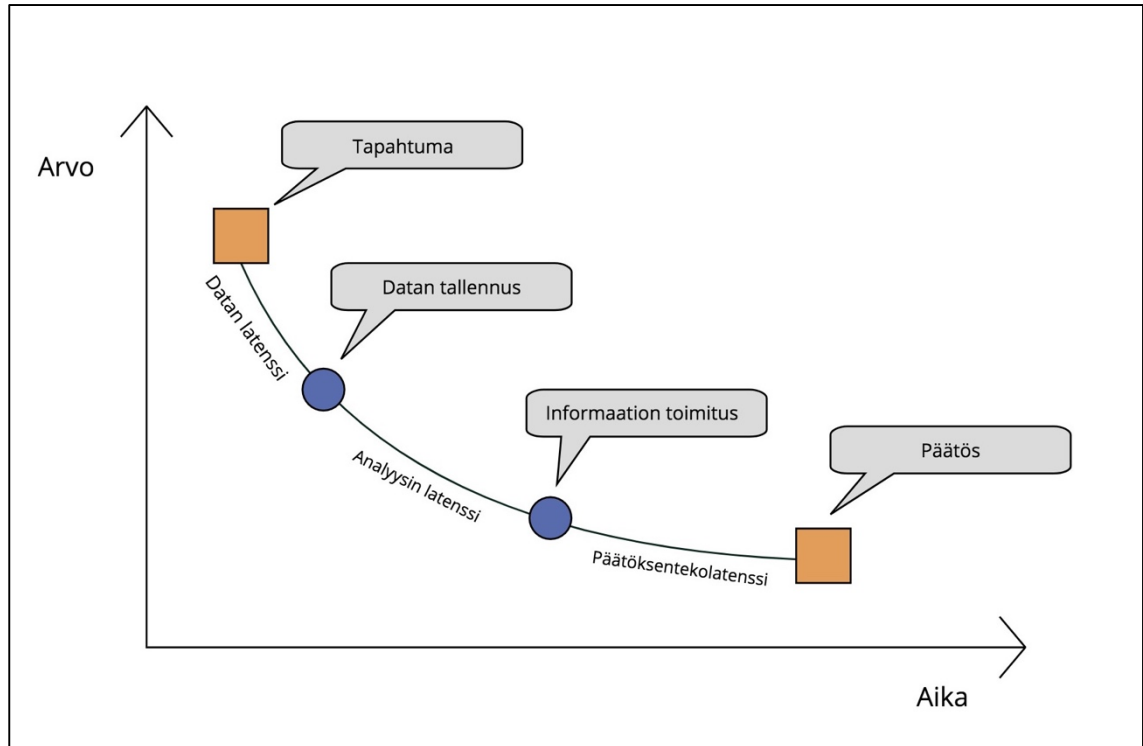 Arvo
Tapahtuma
Datan latenssi
Datan tallennus
Analyysin latenssi
Informaation toimitus
Päätöksentekolatenssi
Päätös
Aika